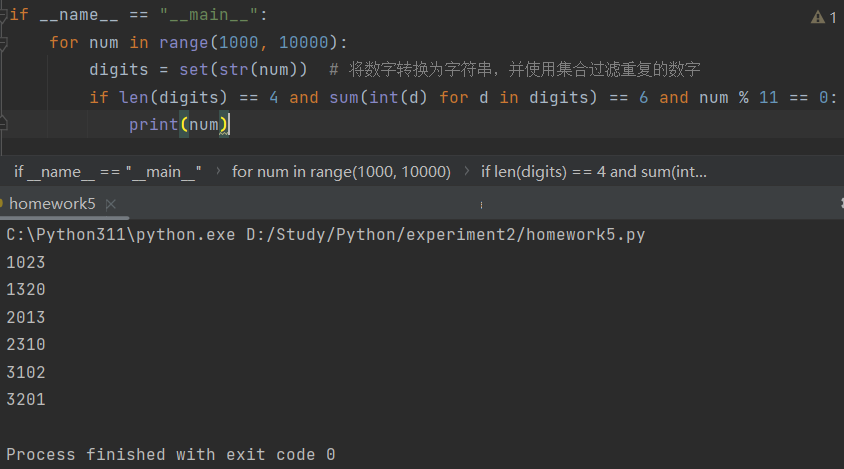 if __name__ == "__main__":
1
for num in range(1000, 10000):
digits = set(str(num))  # 将数字转换为字符串，并使用集合过滤重复的数字
if len(digits) == 4 and sum(int(d) for d in digits) == 6 and num % 11 == 0:
print(num)
if __name__ == "__main__" › for num in range(1000, 10000) › if len(digits) == 4 and sum(int...
homework5 ×
C:\Python311\python.exe D:/Study/Python/experiment2/homework5.py
1023
1320
2013
2310
3102
3201
Process finished with exit code 0